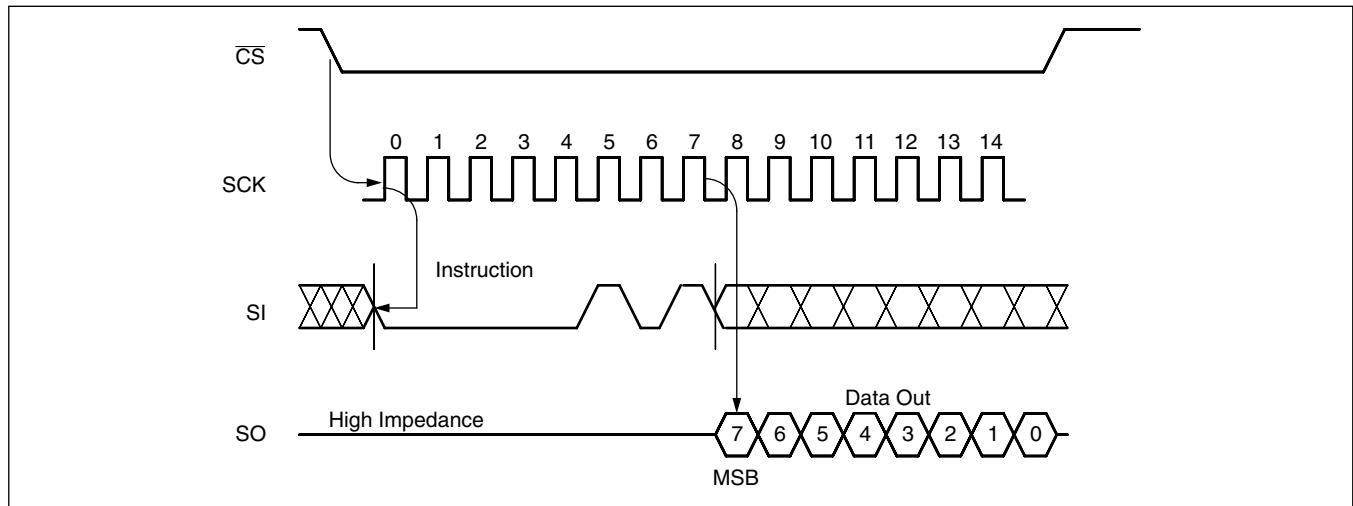 CS
0 1 2 3 4 5 6 7 8 9 10 11 12 13 14
SCK
Instruction
SI
Data Out
High Impedance
SO
7 6 5 4 3 2 1 0
MSB